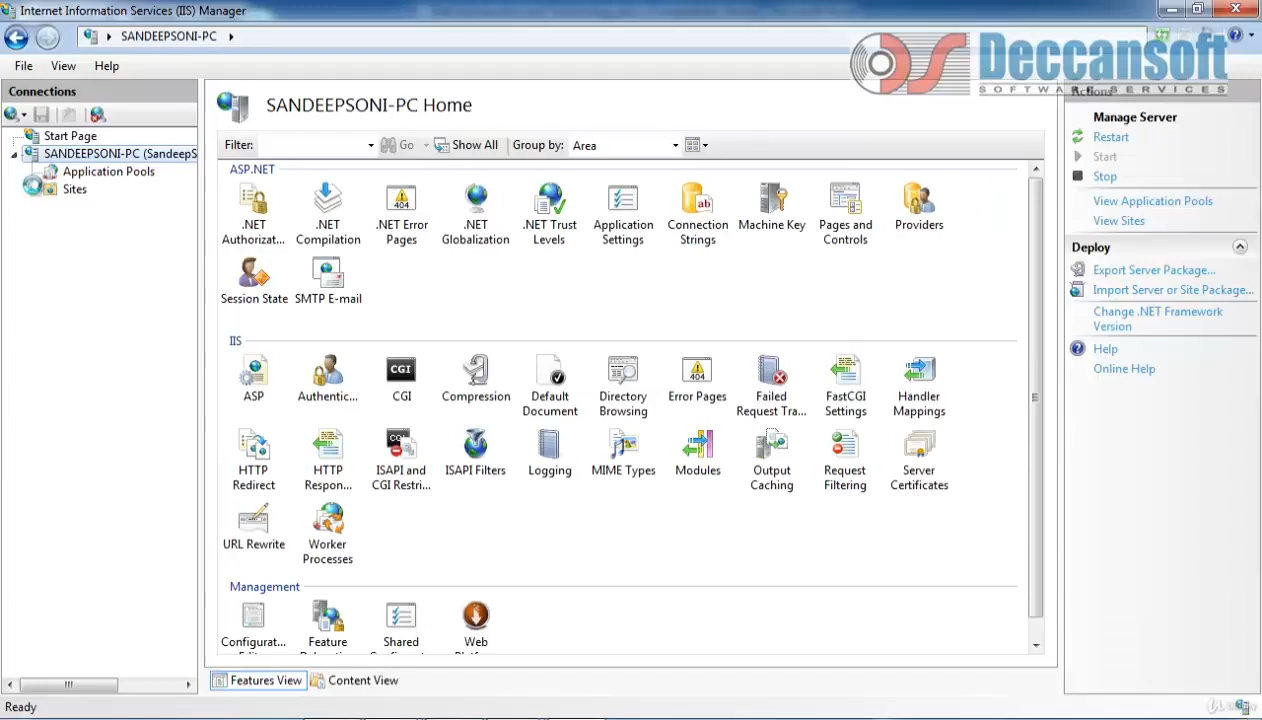 Internet Information Services (IIS) Manager
SANDEEPSONI-PC
File View Help
Deccansoft
SOFTWARE SERVICES
Connections
Start Page
SANDEEPSONI-PC (SandeepS
Application Pools
Sites
SANDEEPSONI-PC Home
Filter: Go Show All Group by: Area
ASP.NET
.NET Authorizat...
.NET Compilation
.NET Error Pages
.NET Globalization
.NET Trust Levels
Application Settings
Connection Strings
Machine Key
Pages and Controls
Providers
Session State
SMTP E-mail
IIS
ASP
Authentic...
CGI
Compression
Default Document
Directory Browsing
Error Pages
Failed Request Tra...
FastCGI Settings
Handler Mappings
HTTP Redirect
HTTP Respon...
ISAPI and CGI Restri...
ISAPI Filters
Logging
MIME Types
Modules
Output Caching
Request Filtering
Server Certificates
URL Rewrite
Worker Processes
Management
Configurat...
Feature
Shared
Web
Features View Content View
Actions
Manage Server
Restart
Start
Stop
View Application Pools
View Sites
Deploy
Export Server Package...
Import Server or Site Package...
Change .NET Framework
Version
Help
Online Help
Ready